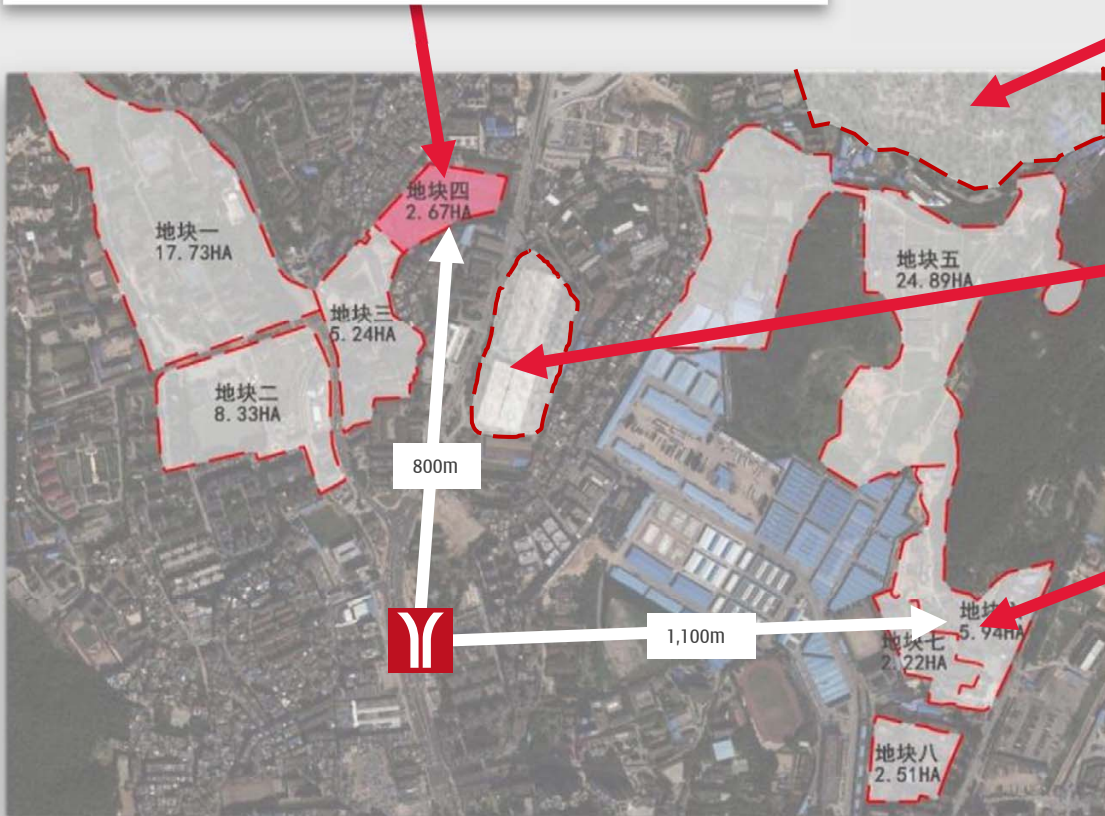 地块四
2.67HA
地块一
17.73HA
地块五
24.89HA
地块三
5.24HA
地块二
8.33HA
800m
1,100m
地块
5.94HA
地块七
2.22HA
地块八
2.51HA